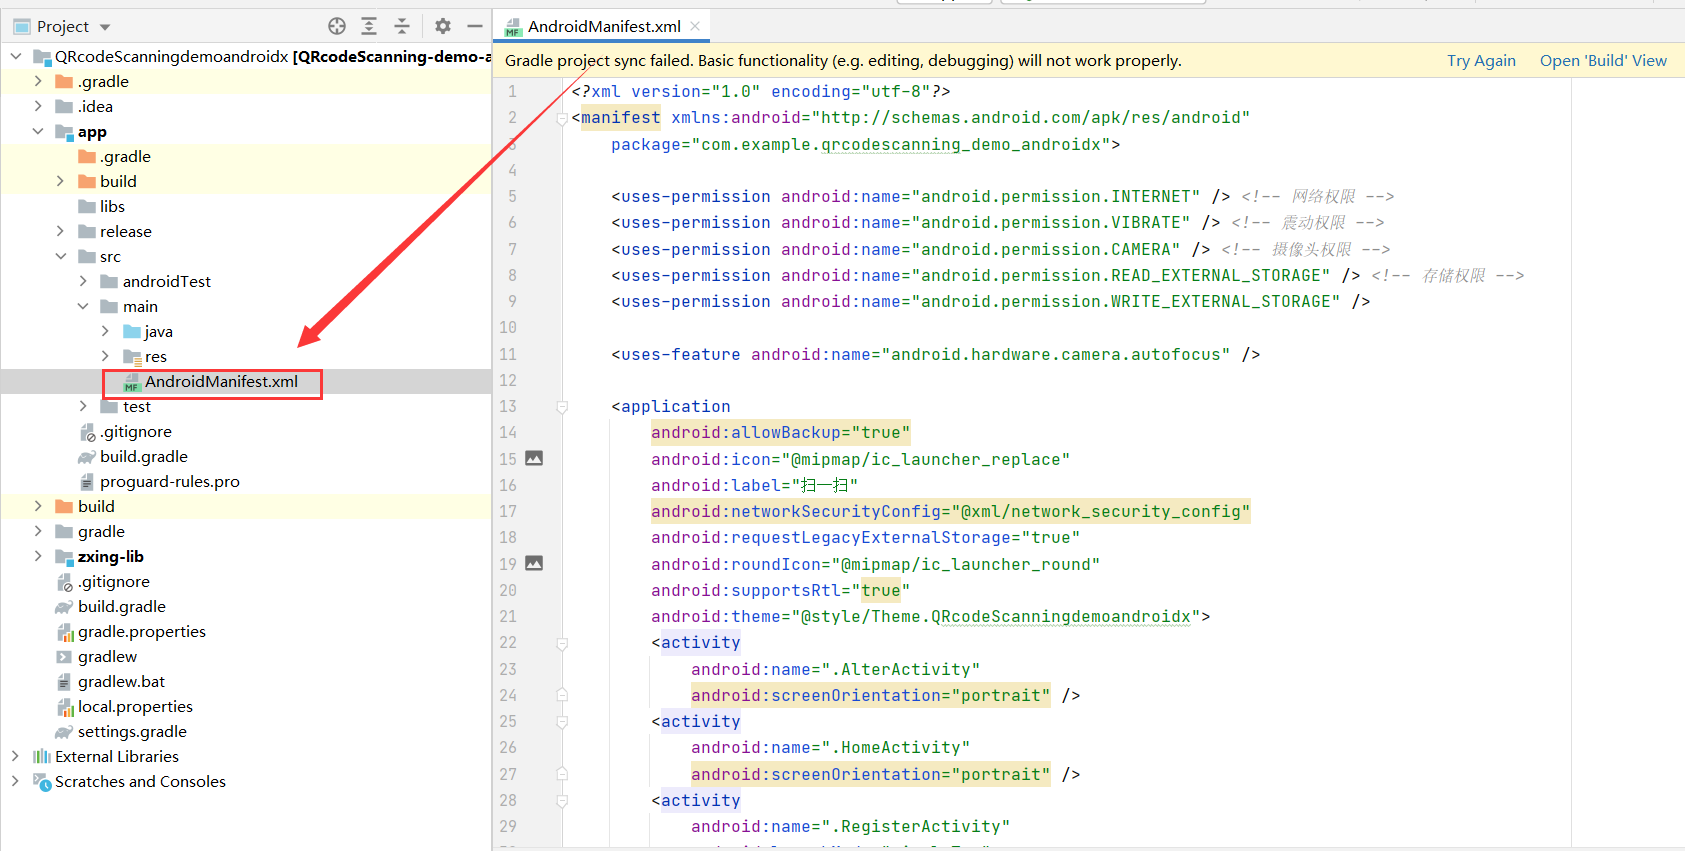 Project
QRcodeScanningdemoandroidx [QRcodeScanning-demo-a
.gradle
.idea
app
.gradle
build
libs
release
src
androidTest
main
java
res
AndroidManifest.xml
test
.gitignore
build.gradle
proguard-rules.pro
build
gradle
zxing-lib
.gitignore
build.gradle
gradle.properties
gradlew
gradlew.bat
local.properties
settings.gradle
External Libraries
Scratches and Consoles
AndroidManifest.xml
Gradle project sync failed. Basic functionality (e.g. editing, debugging) will not work properly. Try Again Open 'Build' View
1 <?xml version="1.0" encoding="utf-8"?>
2 <manifest xmlns:android="http://schemas.android.com/apk/res/android"
3 package="com.example.qrcodescanning_demo_androidx">
4
5 <uses-permission android:name="android.permission.INTERNET" /> <!-- 网络权限 -->
6 <uses-permission android:name="android.permission.VIBRATE" /> <!-- 震动权限 -->
7 <uses-permission android:name="android.permission.CAMERA" /> <!-- 摄像头权限 -->
8 <uses-permission android:name="android.permission.READ_EXTERNAL_STORAGE" /> <!-- 存储权限 -->
9 <uses-permission android:name="android.permission.WRITE_EXTERNAL_STORAGE" />
10
11 <uses-feature android:name="android.hardware.camera.autofocus" />
12
13 <application
14 android:allowBackup="true"
15 android:icon="@mipmap/ic_launcher_replace"
16 android:label="扫一扫"
17 android:networkSecurityConfig="@xml/network_security_config"
18 android:requestLegacyExternalStorage="true"
19 android:roundIcon="@mipmap/ic_launcher_round"
20 android:supportsRtl="true"
21 android:theme="@style/Theme.QRcodeScanningdemoandroidx">
22 <activity
23 android:name=".AlterActivity"
24 android:screenOrientation="portrait" />
25 <activity
26 android:name=".HomeActivity"
27 android:screenOrientation="portrait" />
28 <activity
29 android:name=".RegisterActivity"